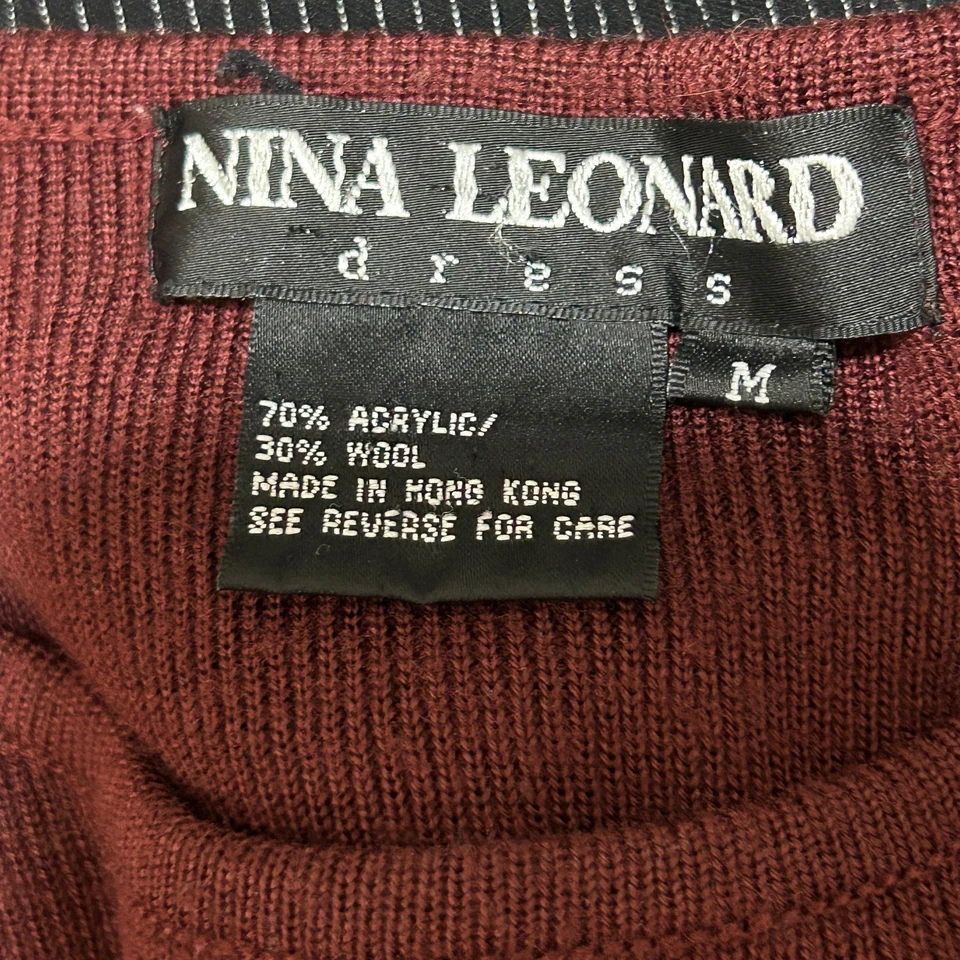 NINA LEONARD
dress
M
70% ACRYLIC/
30% WOOL
MADE IN HONG KONG
SEE REVERSE FOR CARE